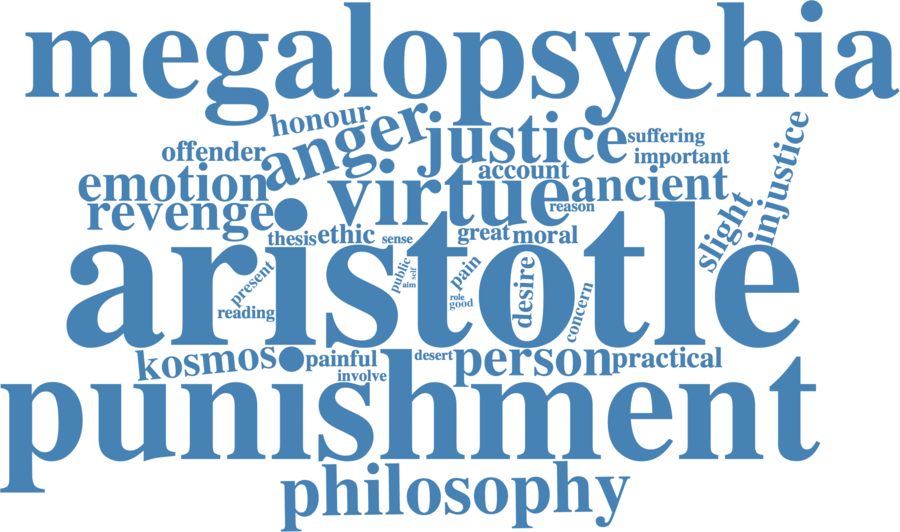 megalopsychia
honour
anger
justice
suffering
offender
important
injustice
account
emotion
virtue
ancient
reason
revenge
slight
thesis
ethic
sense
great
moral
aristotle
present
public
self
aim
pain
desire
role
good
concern
reading
kosmos
painful
desert
person
practical
involve
punishment
philosophy